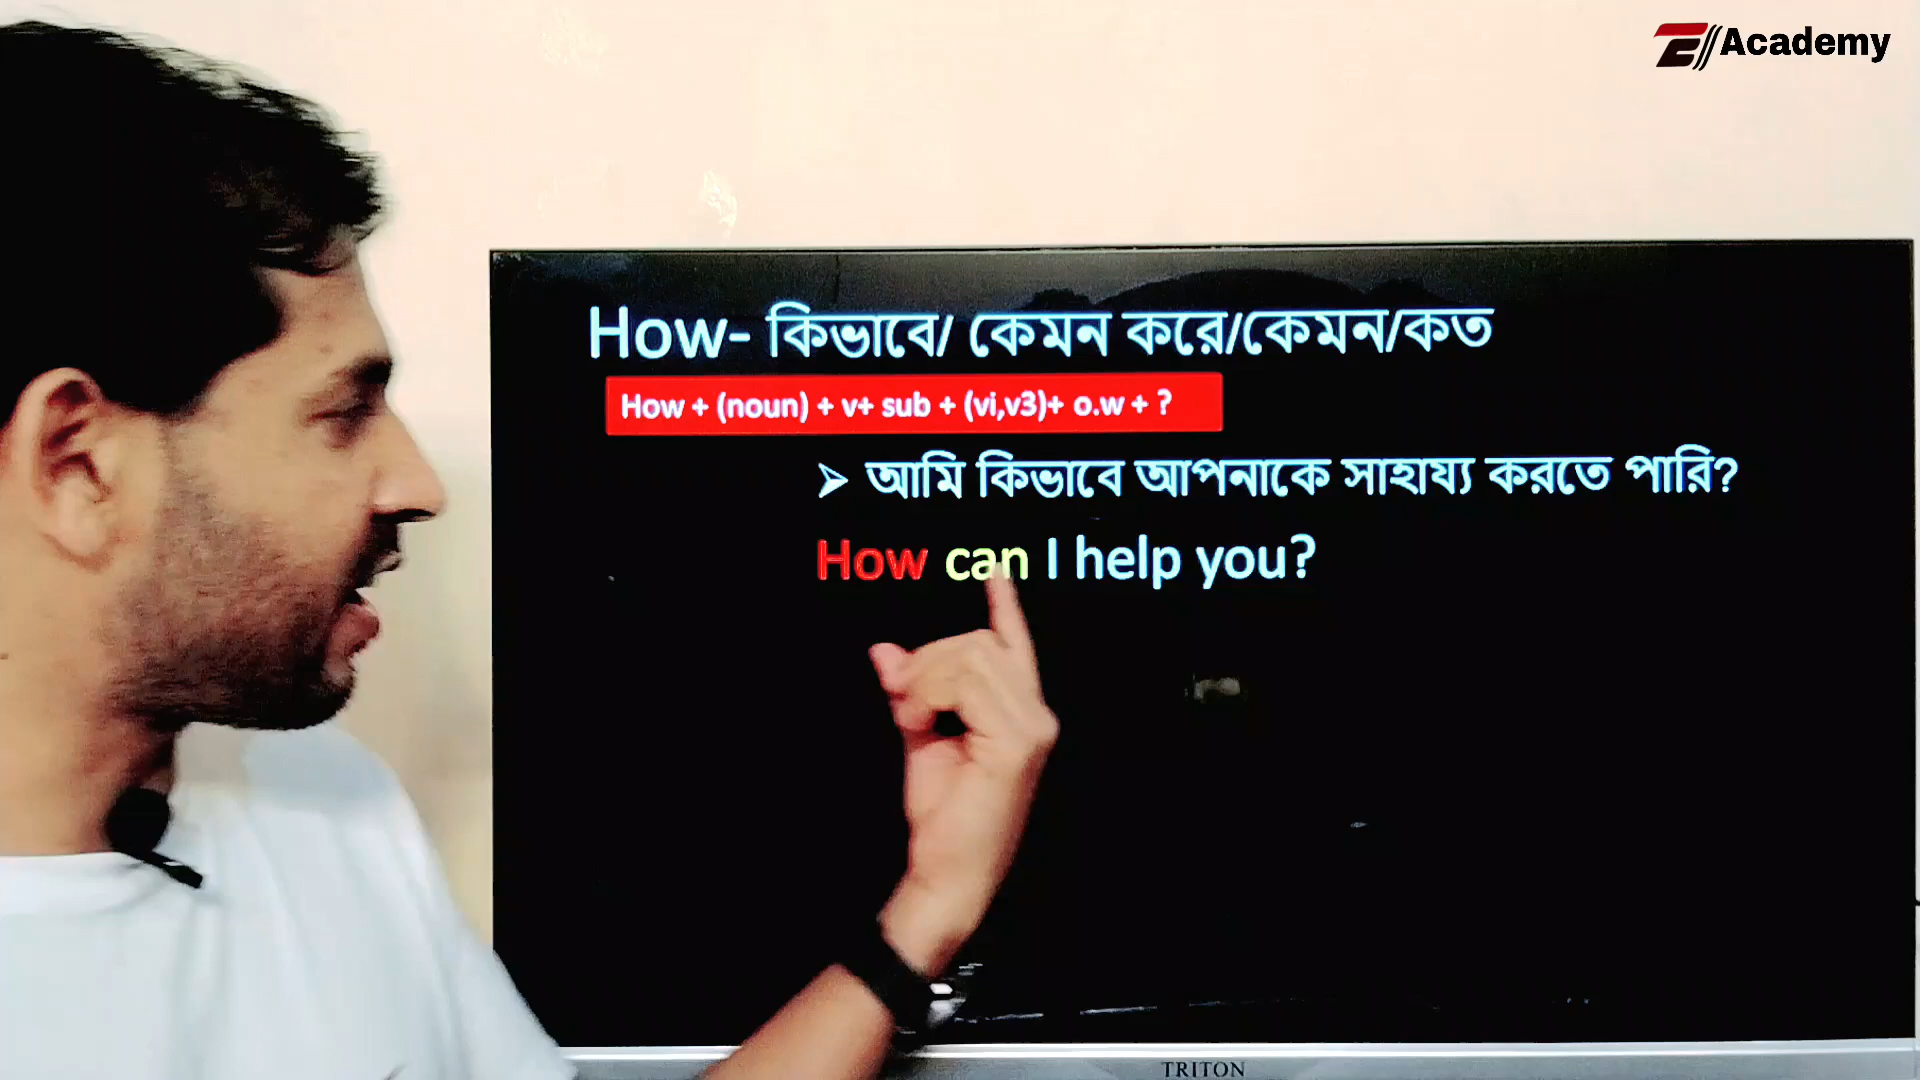 E//Academy
How- কিভাবে/ কেমন করে/কেমন/কত
How + (noun) + v+ sub + (vi,v3)+ o.w + ?
➢ আমি কিভাবে আপনাকে সাহায্য করতে পারি?
How can I help you?
TRITON